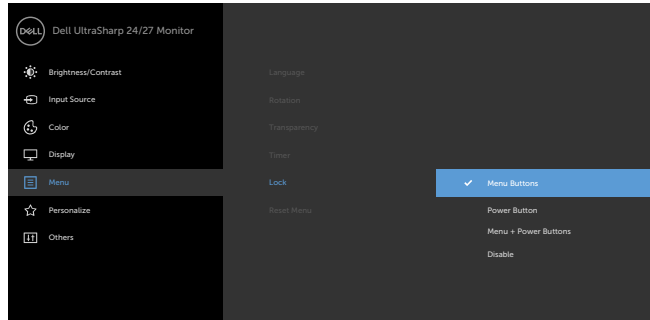 DELL
Dell UltraSharp 24/27 Monitor
Brightness/Contrast
Input Source
Color
Display
Menu
Personalize
Others
Language
Rotation
Transparency
Timer
Lock
Reset Menu
Menu Buttons
Power Button
Menu + Power Buttons
Disable